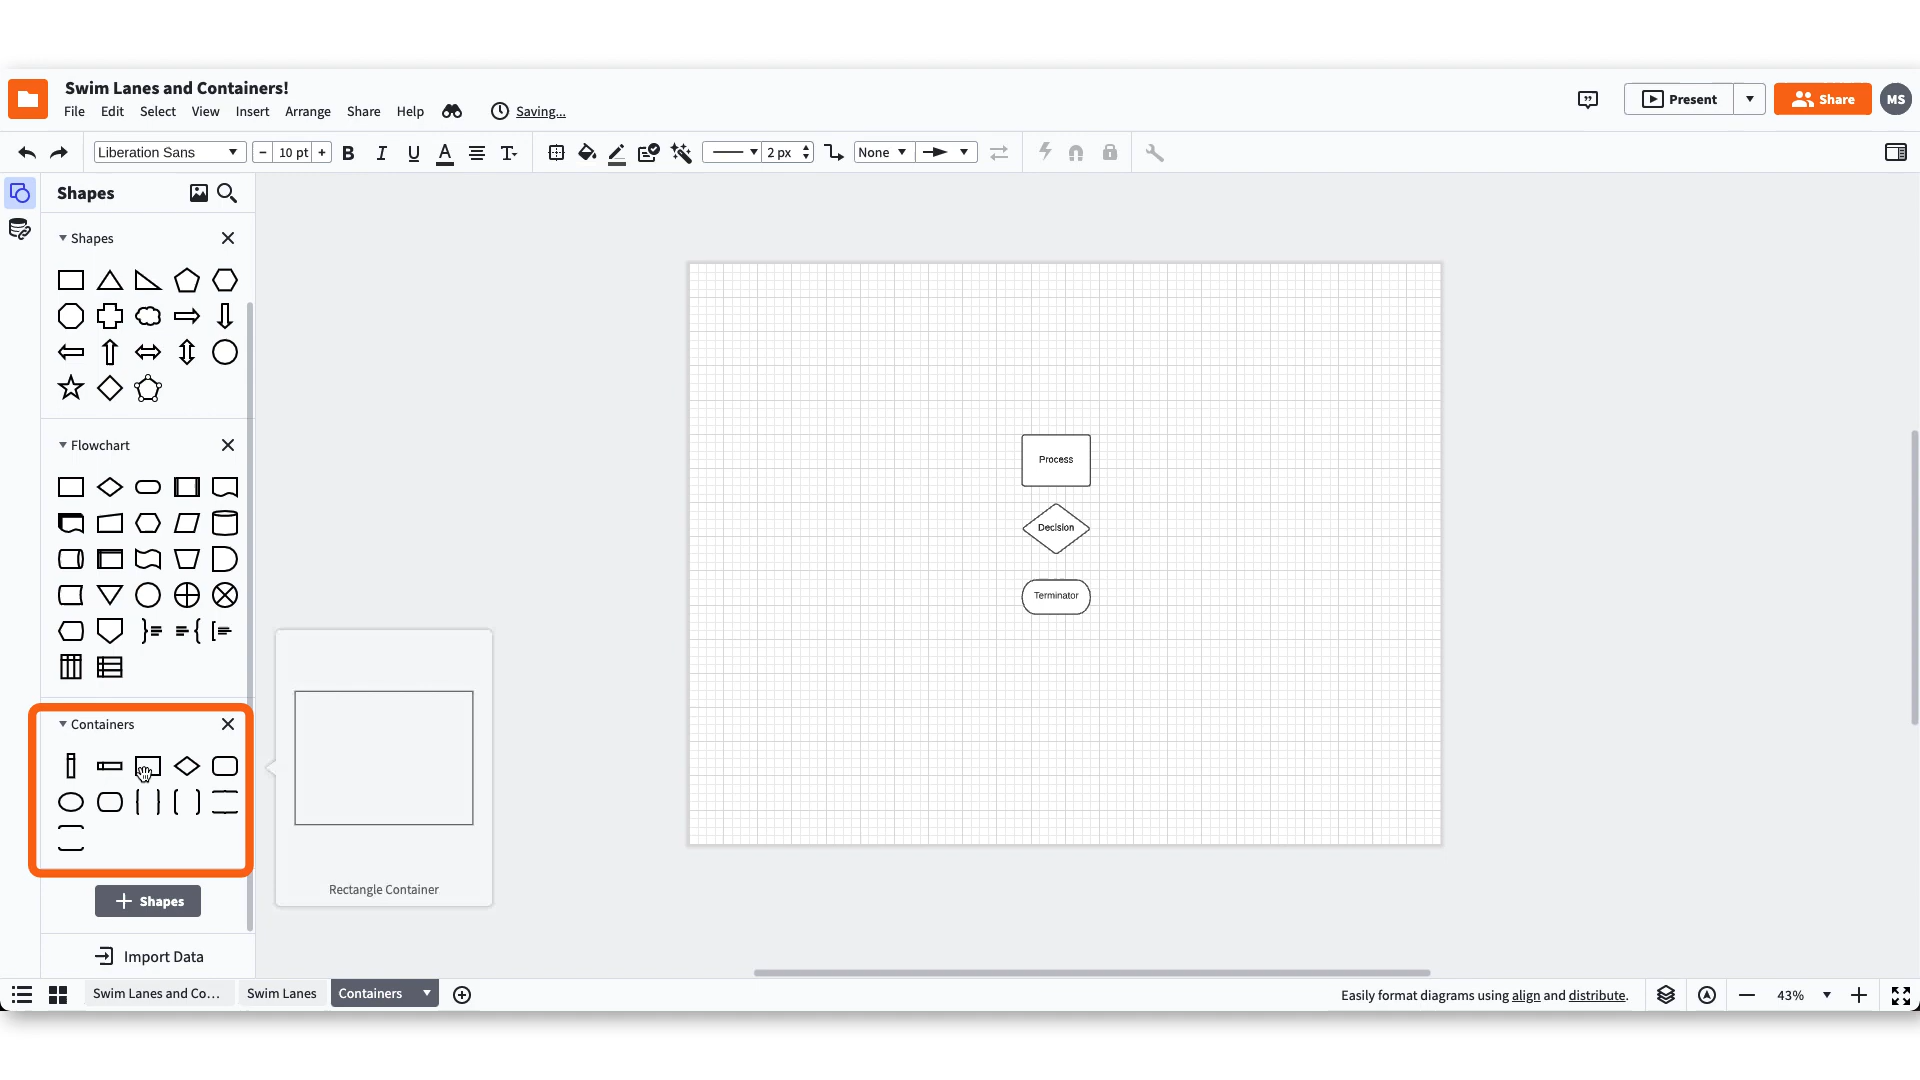 Swim Lanes and Containers!
File Edit Select View Insert Arrange Share Help Saving...
Present Share MS
Liberation Sans - 10 pt + B I U A T 2 px None
Shapes
Shapes
Flowchart
Containers
Process
Decision
Terminator
Rectangle Container
+ Shapes
Import Data
Swim Lanes and Co... Swim Lanes Containers
Easily format diagrams using align and distribute. 43%